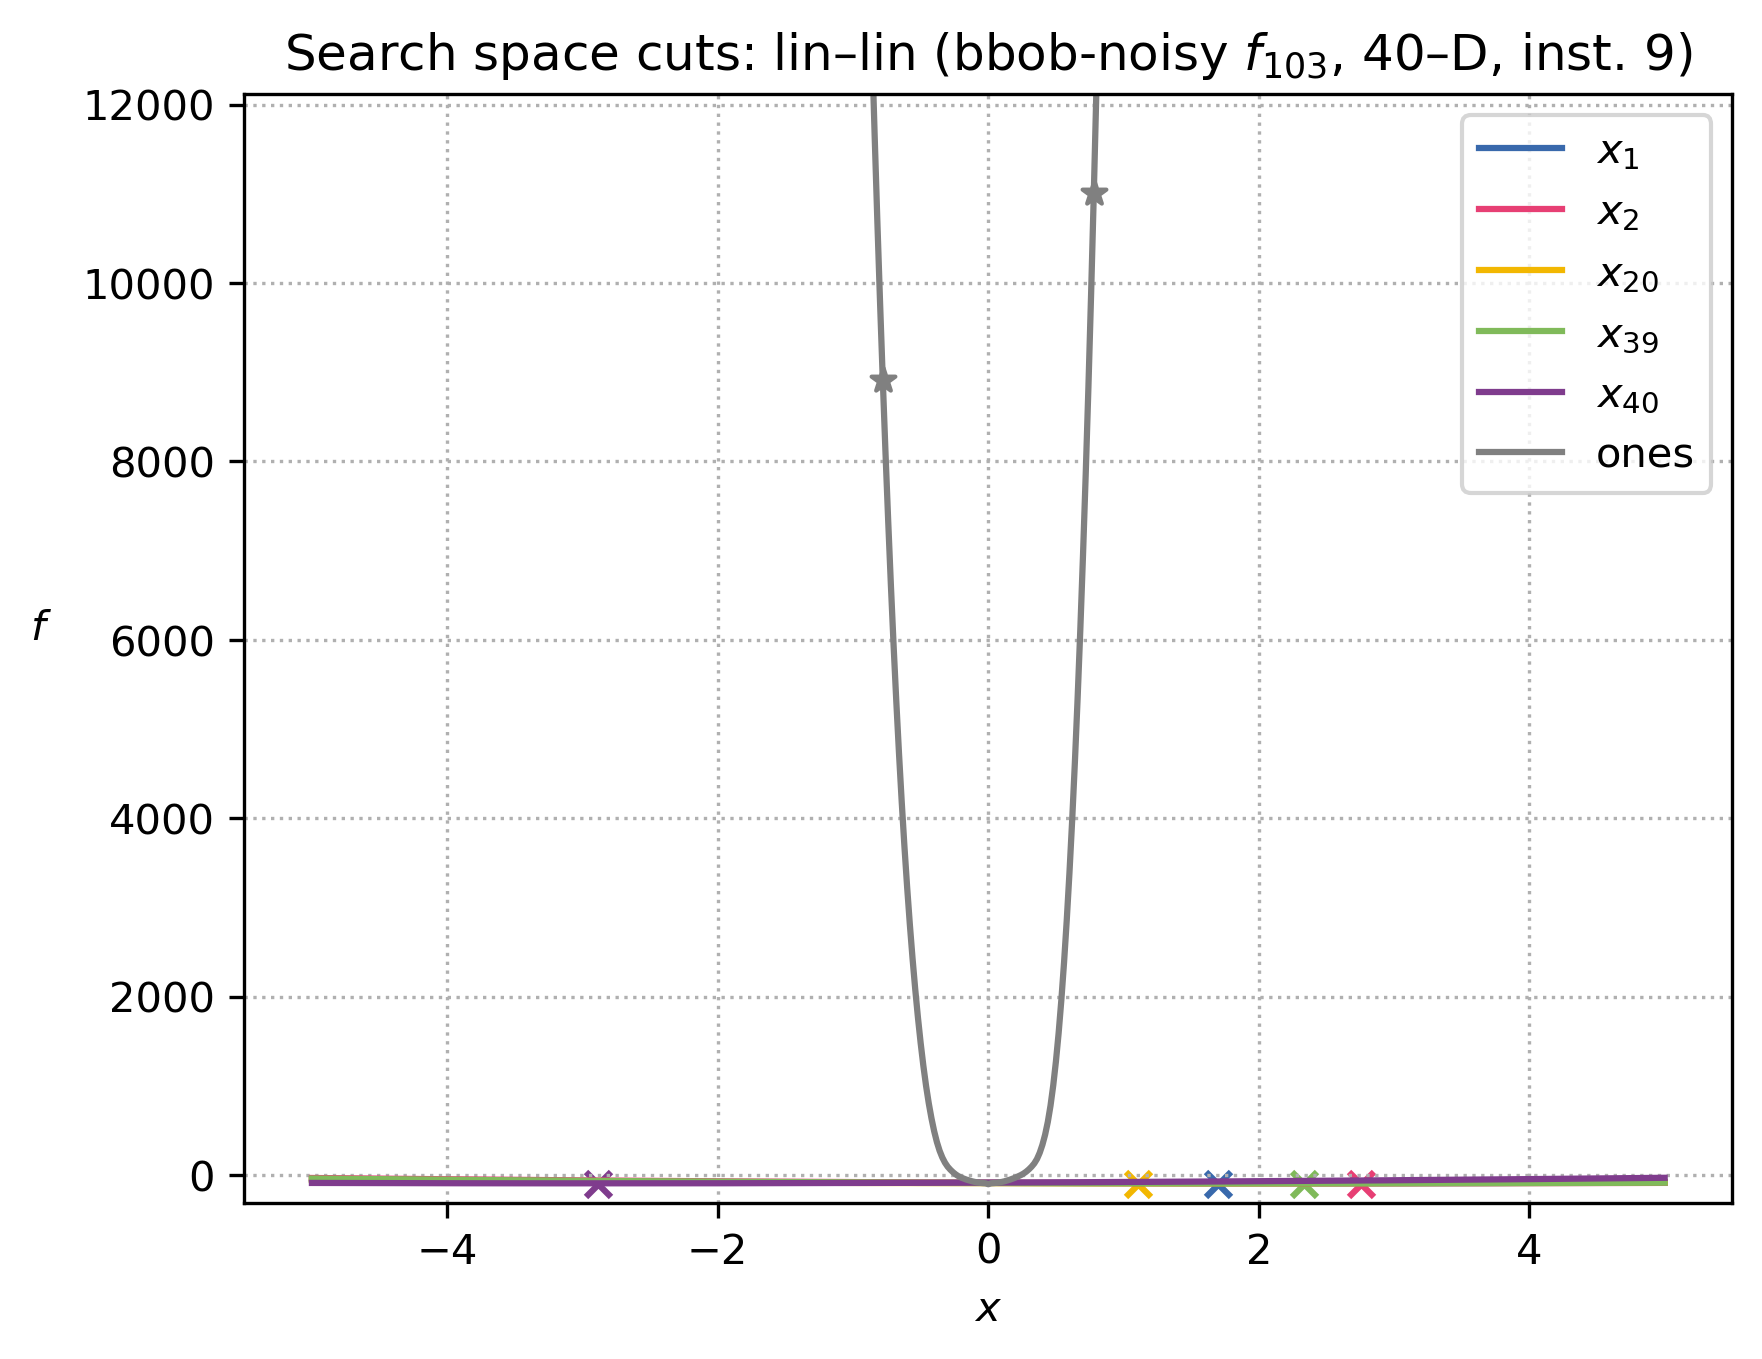 Search space cuts: lin–lin (bbob-noisy f₁₀₃, 40–D, inst. 9)
12000
10000
8000
6000
4000
2000
0
f
x₁
x₂
x₂₀
x₃₉
x₄₀
ones
−4 −2 0 2 4
x